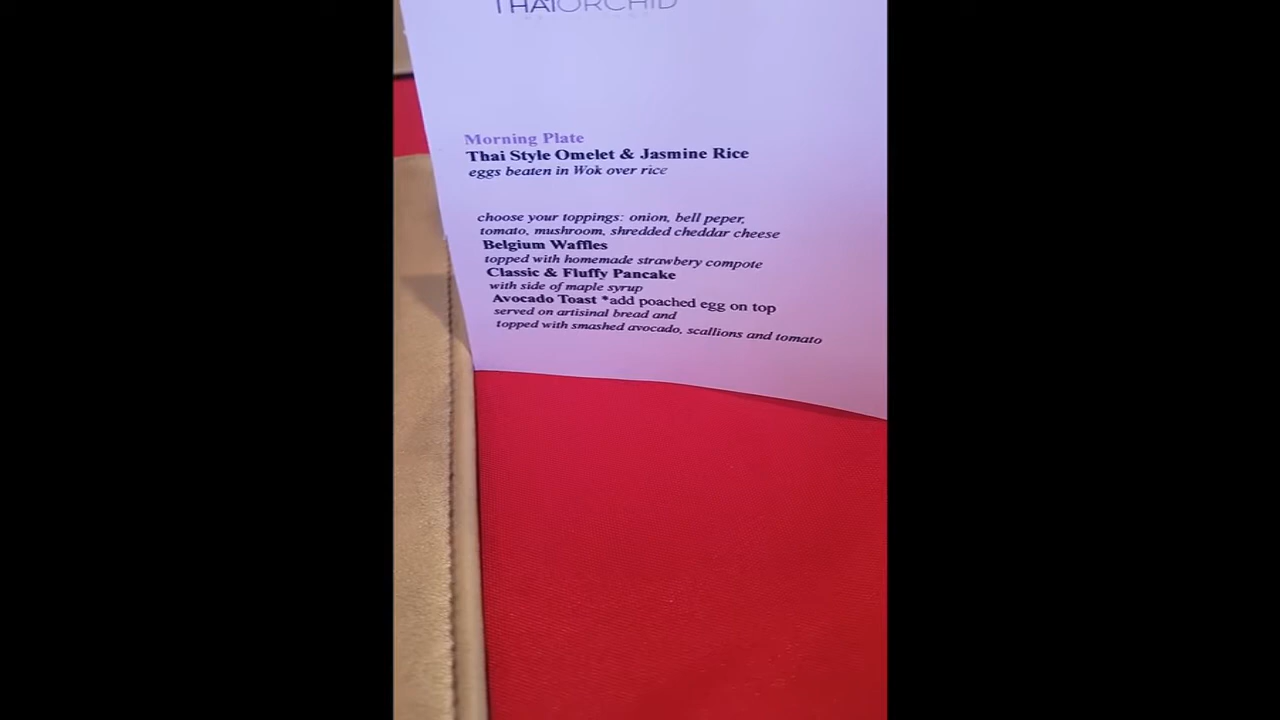 THAIORCHID
Morning Plate
Thai Style Omelet & Jasmine Rice
eggs beaten in Wok over rice
choose your toppings: onion, bell peper,
tomato, mushroom, shredded cheddar cheese
Belgium Waffles
topped with homemade strawbery compote
Classic & Fluffy Pancake
with side of maple syrup
Avocado Toast *add poached egg on top
served on artisinal bread and
topped with smashed avocado, scallions and tomato